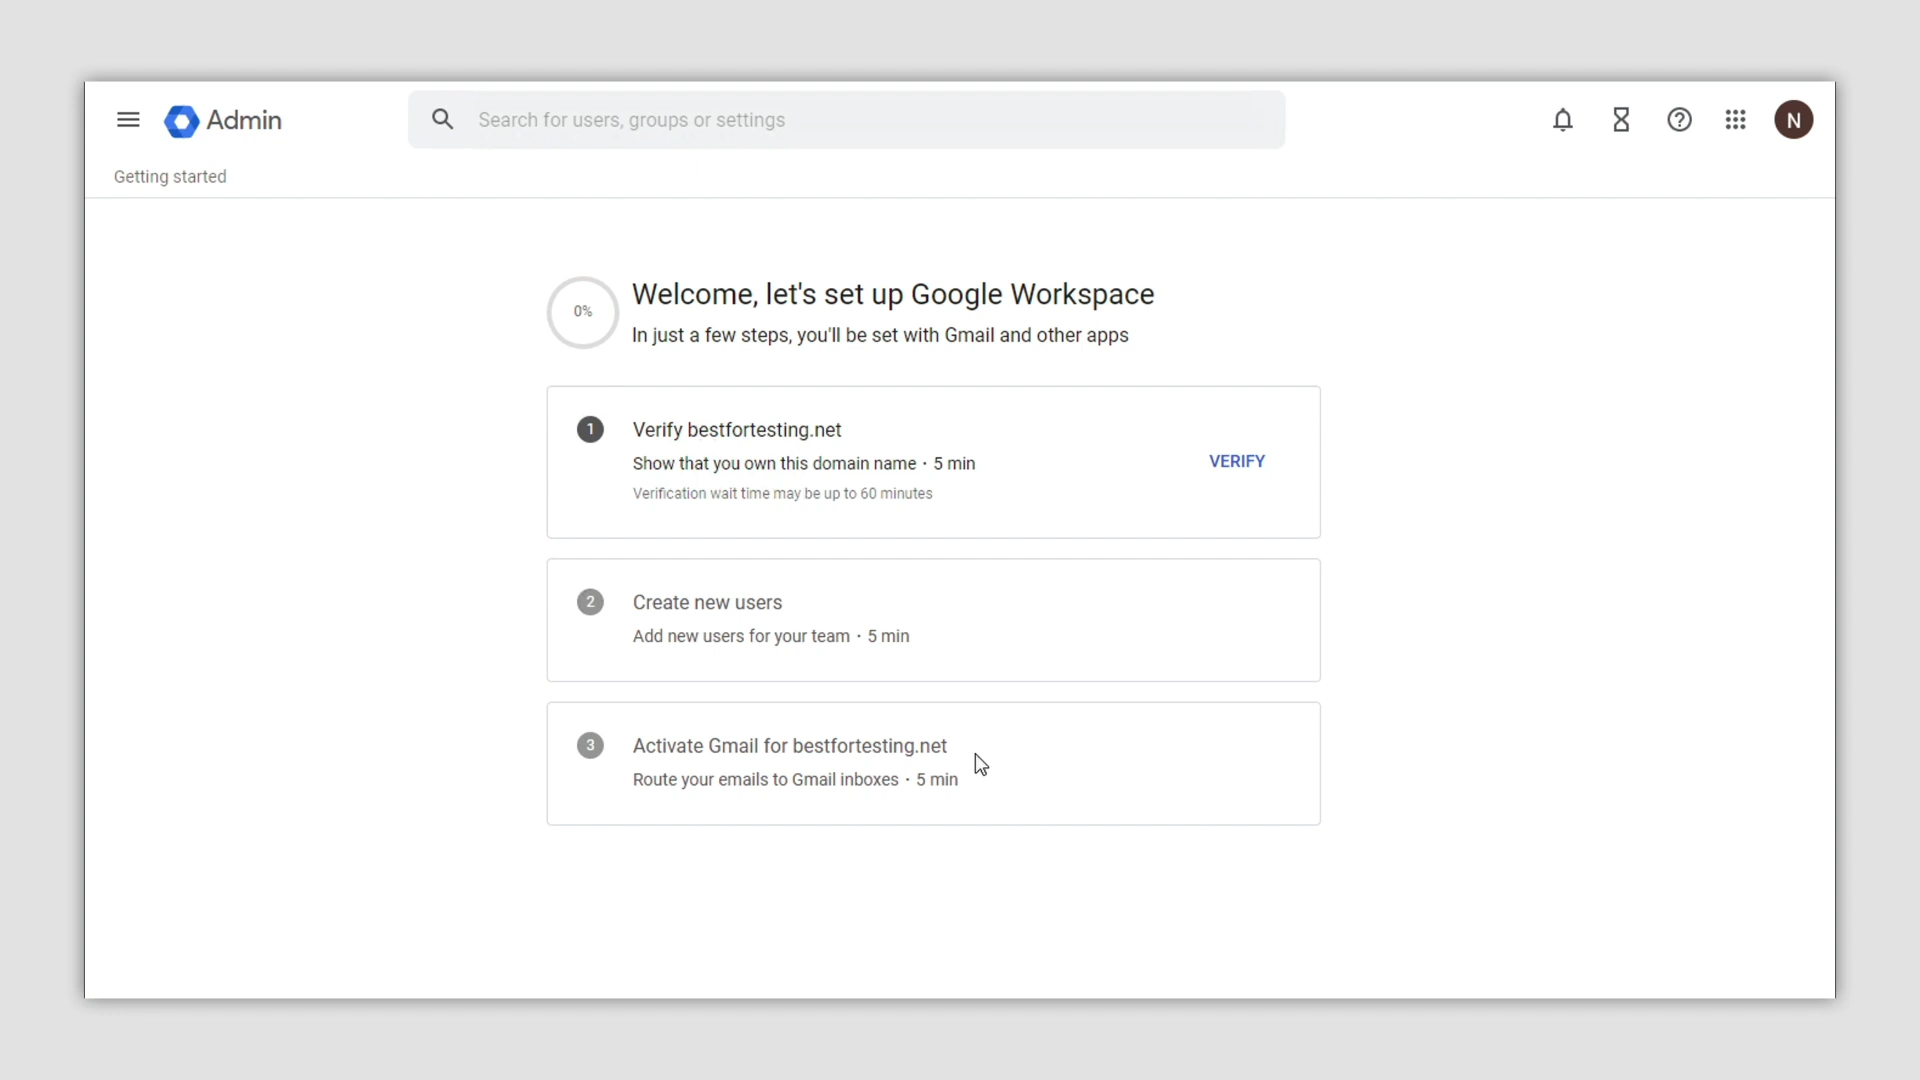 Admin
Search for users, groups or settings
N
Getting started
0%
Welcome, let's set up Google Workspace
In just a few steps, you'll be set with Gmail and other apps
1
Verify bestfortesting.net
Show that you own this domain name · 5 min
VERIFY
Verification wait time may be up to 60 minutes
2
Create new users
Add new users for your team · 5 min
3
Activate Gmail for bestfortesting.net
Route your emails to Gmail inboxes · 5 min